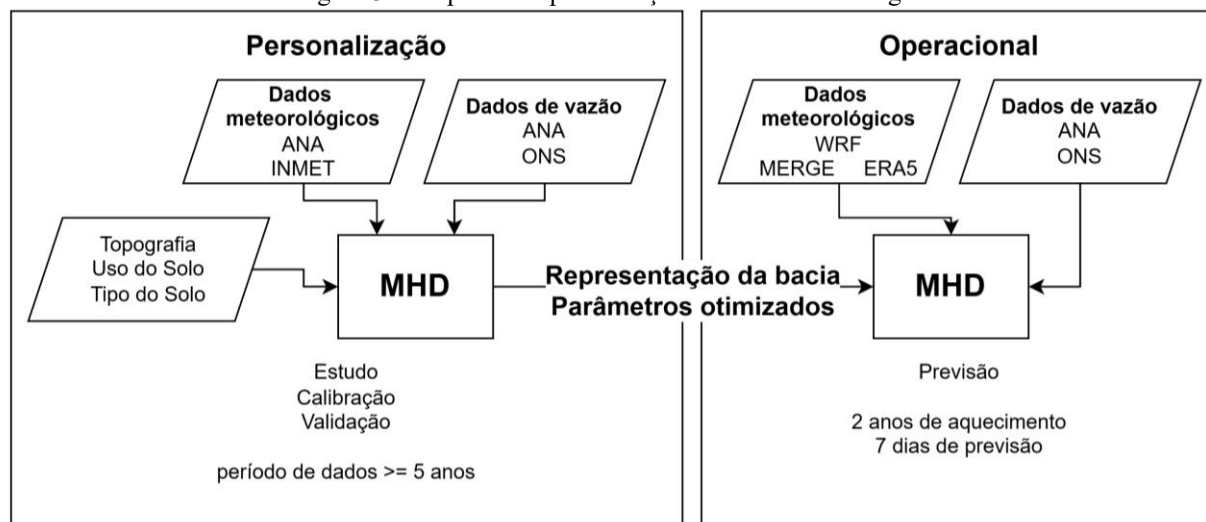 Personalização
Dados
meteorológicos
ANA
INMET
Dados de vazão
ANA
ONS
Topografia
Uso do Solo
Tipo do Solo
MHD
Estudo
Calibração
Validação
período de dados >= 5 anos
Representação da bacia
Parâmetros otimizados
Operacional
Dados
meteorológicos
WRF
MERGE ERA5
Dados de vazão
ANA
ONS
MHD
Previsão
2 anos de aquecimento
7 dias de previsão